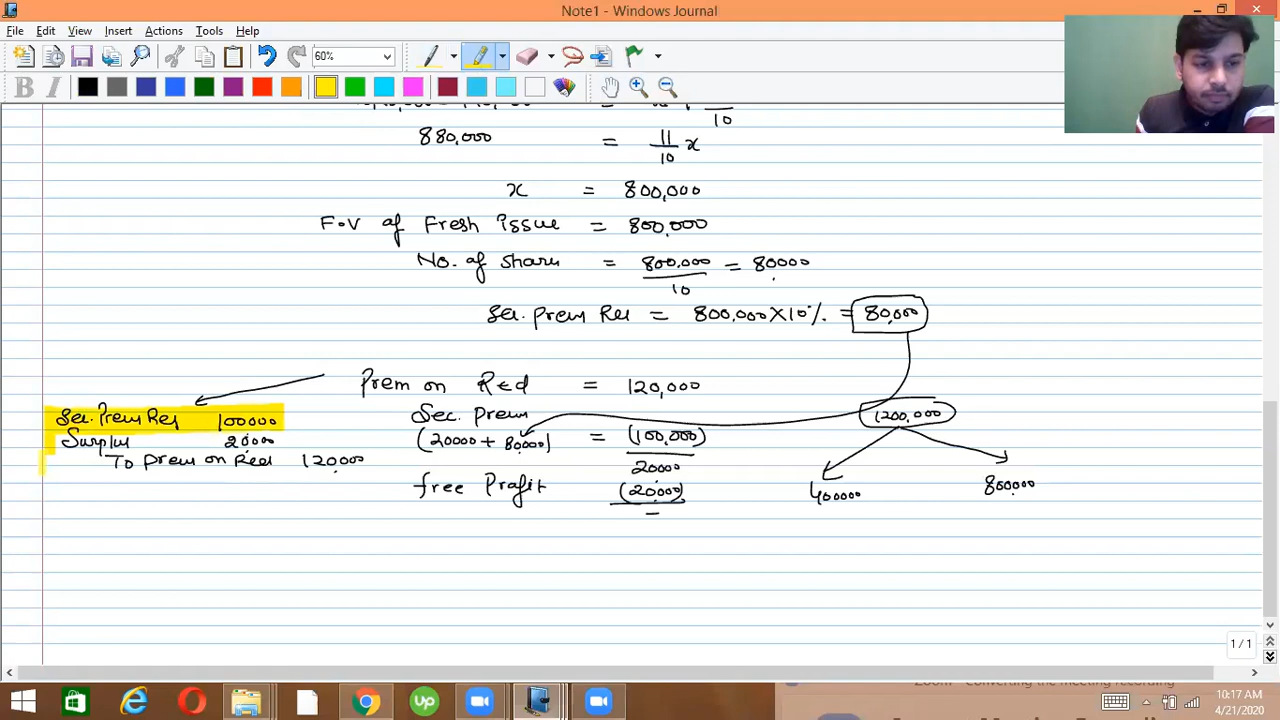 Note1 - Windows Journal
File Edit View Insert Actions Tools Help
60%
10
880,000 = 11/10 x
x = 800,000
F.V of Fresh Issue = 800,000
No. of share = 800,000/10 = 80000
Sec. prem Res = 800,000 X 10% = 80,000
Prem on Red = 120,000
Sec. Prem Res 100000
Sec. prem
1200,000
Surplus 20000
(20000 + 80000) = (100,000)
To prem on Red 120000
20000
free Profit (20000)
=
400000 800000
1 / 1
10:17 AM
4/21/2020